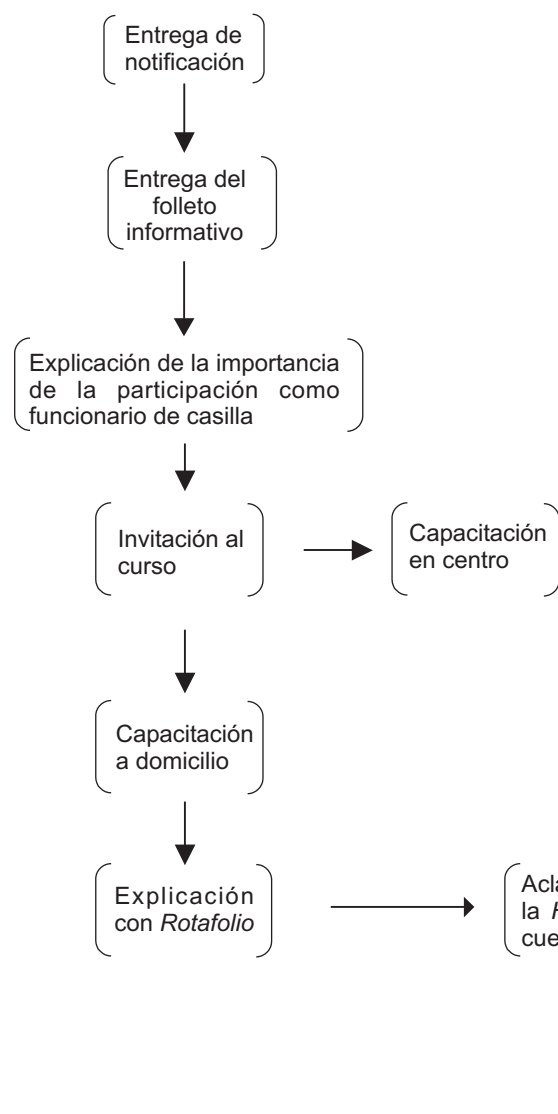 Entrega de
notificación
Entrega del
folleto
informativo
Explicación de la importancia
de la participación como
funcionario de casilla
Invitación al
curso
Capacitación
en centro
Capacitación
a domicilio
Explicación
con Rotafolio
la